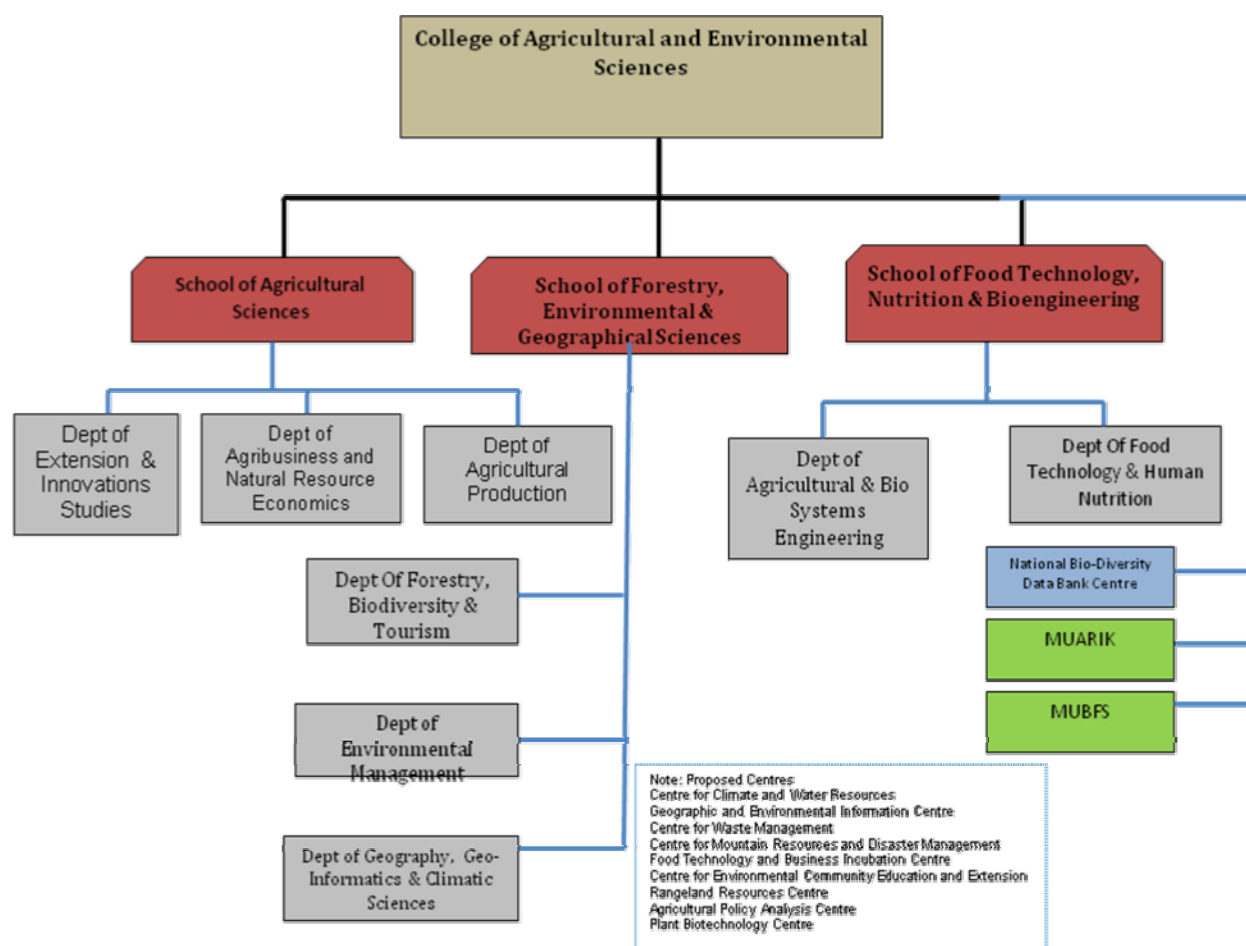 College of Agricultural and Environmental
Sciences
School of Agricultural
Sciences
School of Forestry,
Environmental &
Geographical Sciences
School of Food Technology,
Nutrition & Bioengineering
Dept of
Extension &
Innovations
Studies
Dept of
Agribusiness and
Natural Resource
Economics
Dept of
Agricultural
Production
Dept of
Agricultural & Bio
Systems
Engineering
Dept Of Food
Technology & Human
Nutrition
National Bio-Diversity
Data Bank Centre
MUARIK
MUBFS
Dept Of Forestry,
Biodiversity &
Tourism
Dept of
Environmental
Management
Dept of Geography, Geo-
Informatics & Climatic
Sciences
Note: Proposed Centres
Centre for Climate and Water Resources
Geographic and Environmental Information Centre
Centre for Waste Management
Centre for Mountain Resources and Disaster Management
Food Technology and Business Incubation Centre
Centre for Environmental Community Education and Extension
Rangeland Resources Centre
Agricultural Policy Analysis Centre
Plant Biotechnology Centre